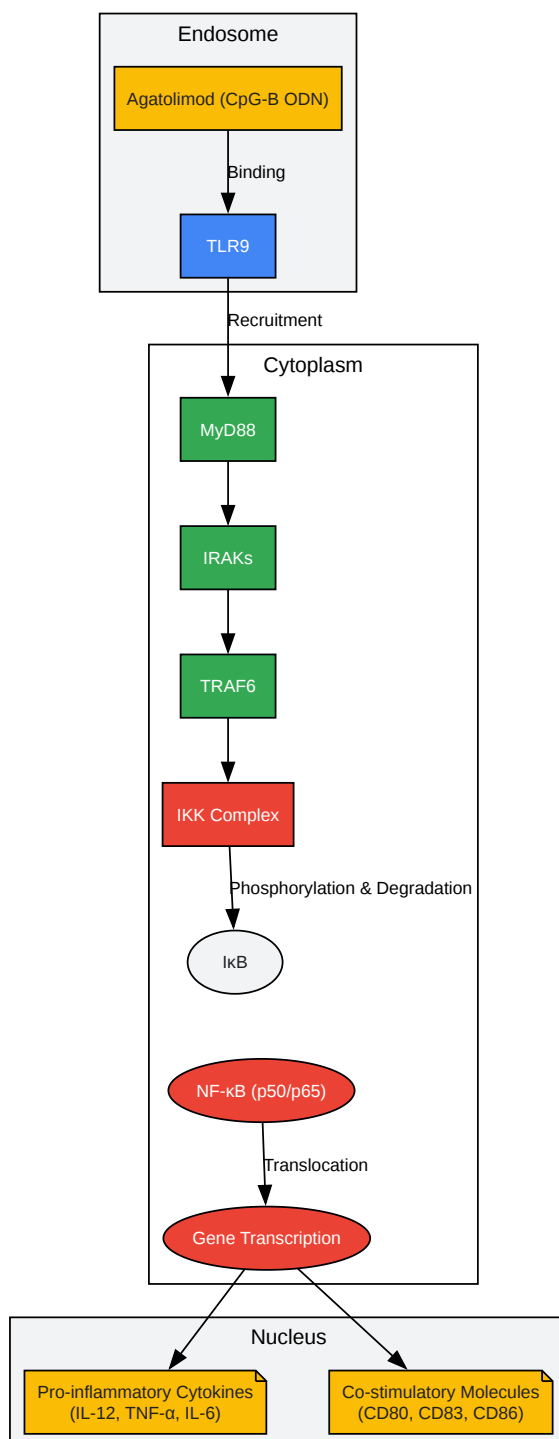 Endosome
Agatolimod (CpG-B ODN)
Binding
TLR9
Recruitment
Cytoplasm
MyD88
IRAKs
TRAF6
IKK Complex
Phosphorylation & Degradation
IκB
NF-κB (p50/p65)
Translocation
Gene Transcription
Nucleus
Pro-inflammatory Cytokines
(IL-12, TNF-α, IL-6)
Co-stimulatory Molecules
(CD80, CD83, CD86)